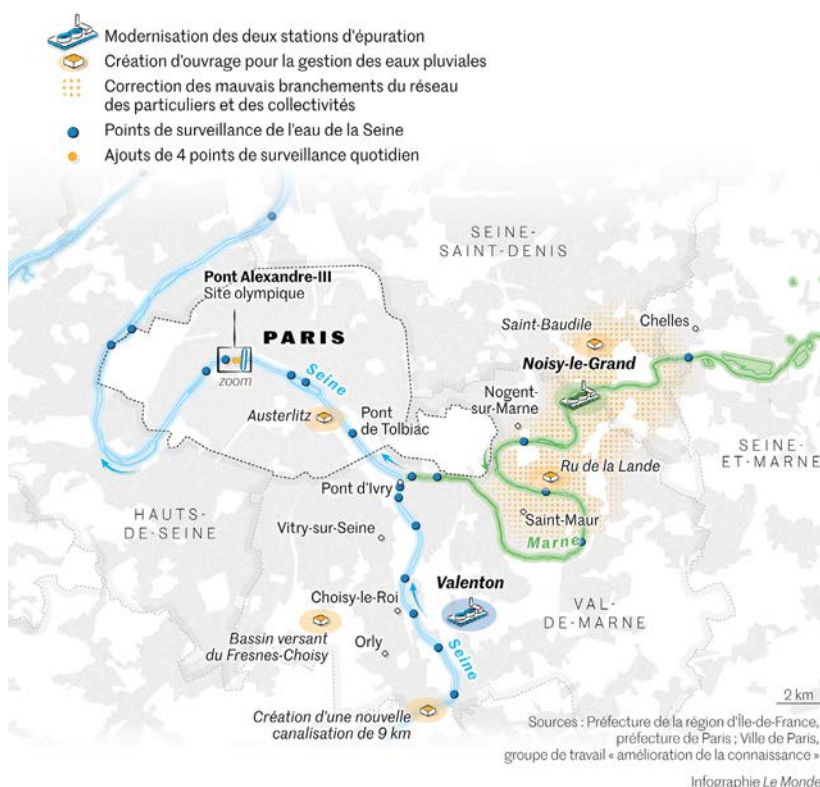 Modernisation des deux stations d'épuration
Création d'ouvrage pour la gestion des eaux pluviales
Correction des mauvais branchements du réseau
des particuliers et des collectivités
Points de surveillance de l'eau de la Seine
Ajouts de 4 points de surveillance quotidien
SEINE-
SAINT-DENIS
Pont Alexandre-III
Site olympique
PARIS
zoom
Seine
Saint-Baudile
Chelles
Noisy-le-Grand
Nogent-
sur-Marne
Austerlitz
Pont
de Tolbiac
SEINE-
ET-MARNE
Ru de la Lande
Pont d'Ivry
HAUTS-
DE-SEINE
Vitry-sur-Seine
Saint-Maur
Marne
Valenton
Choisy-le-Roi
VAL-
DE-MARNE
Bassin versant
du Fresnes-Choisy
Orly
Seine
Création d'une nouvelle
canalisation de 9 km
2 km
Sources : Préfecture de la région d'Île-de-France,
préfecture de Paris ; Ville de Paris,
groupe de travail « amélioration de la connaissance »
Infographie Le Monde